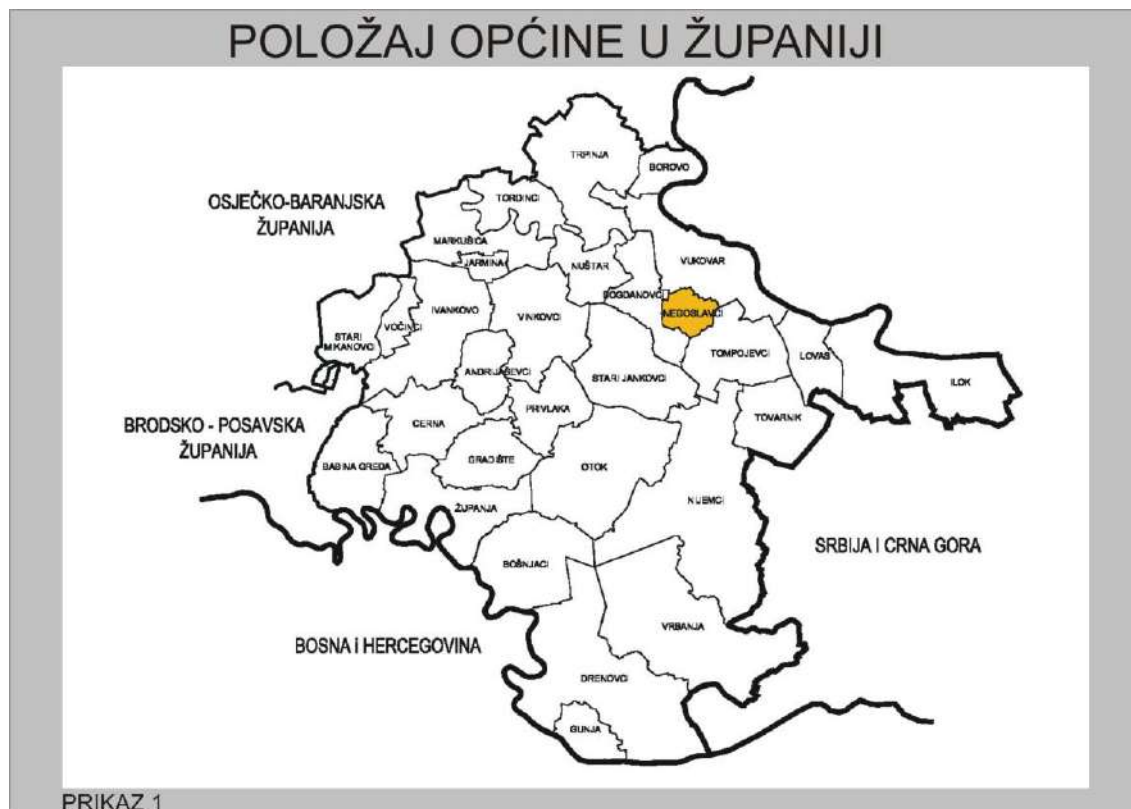 POLOŽAJ OPĆINE U ŽUPANIJI
TRPINJA
BOROVO
OSJEČKO-BARANJSKA
ŽUPANIJA
TORDINCI
MARKUŠICA
JARMINA
NUŠTAR
VUKOVAR
BOGDANOVCI
NEGOSLAVCI
IVANKOVO
VINKOVCI
VOĐINCI
STARI
MIKANOVCI
TOMPOJEVCI
LOVAS
ILOK
ANDRIJAŠEVCI
STARI JANKOVCI
PRIVLAKA
TOVARNIK
BRODSKO - POSAVSKA
ŽUPANIJA
CERNA
GRADIŠTE
BABINA GREDA
OTOK
NIJEMCI
ŽUPANJA
SRBIJA I CRNA GORA
BOŠNJACI
BOSNA I HERCEGOVINA
VRBANJA
DRENOVCI
GUNJA
PRIKAZ 1